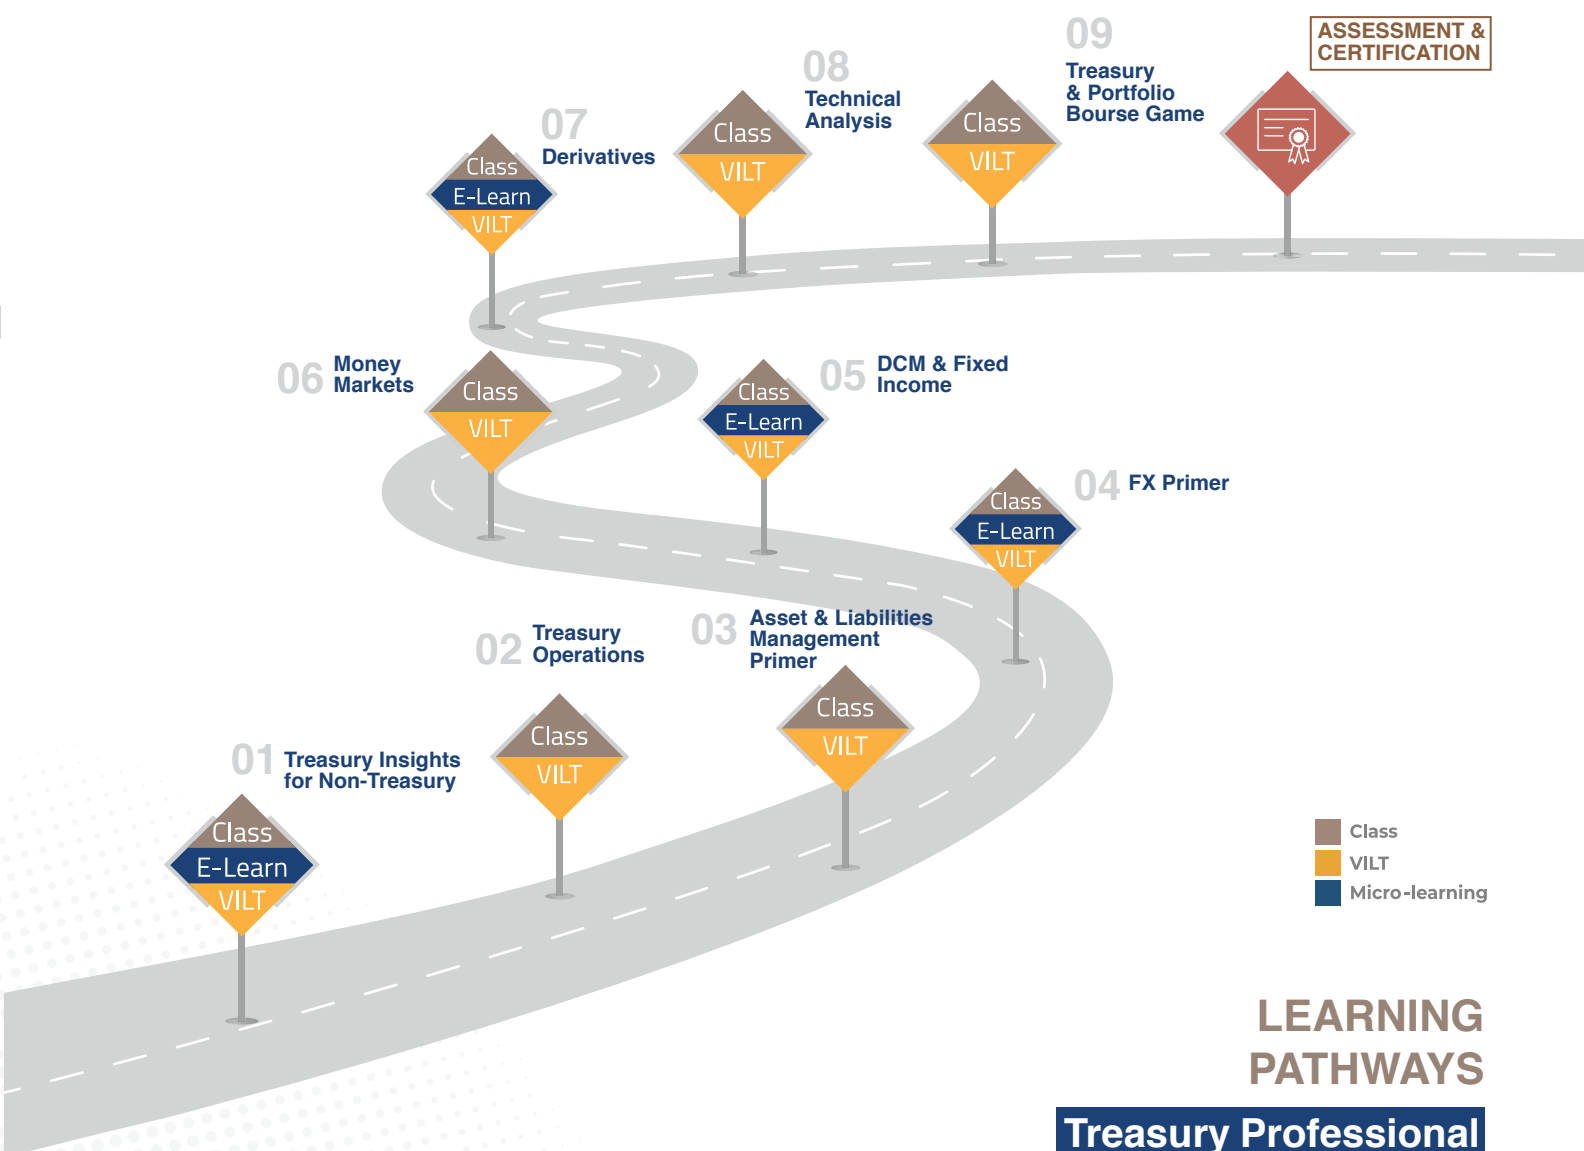 ASSESSMENT &
CERTIFICATION
09
Treasury
& Portfolio
Bourse Game
Class
VILT
08
Technical
Analysis
Class
VILT
07
Derivatives
Class
E-Learn
VILT
06
Money
Markets
Class
VILT
05
DCM & Fixed
Income
Class
E-Learn
VILT
04
FX Primer
Class
E-Learn
VILT
03
Asset & Liabilities
Management
Primer
Class
VILT
02
Treasury
Operations
Class
VILT
01
Treasury Insights
for Non-Treasury
Class
E-Learn
VILT
Class
VILT
Micro-learning
LEARNING
PATHWAYS
Treasury Professional